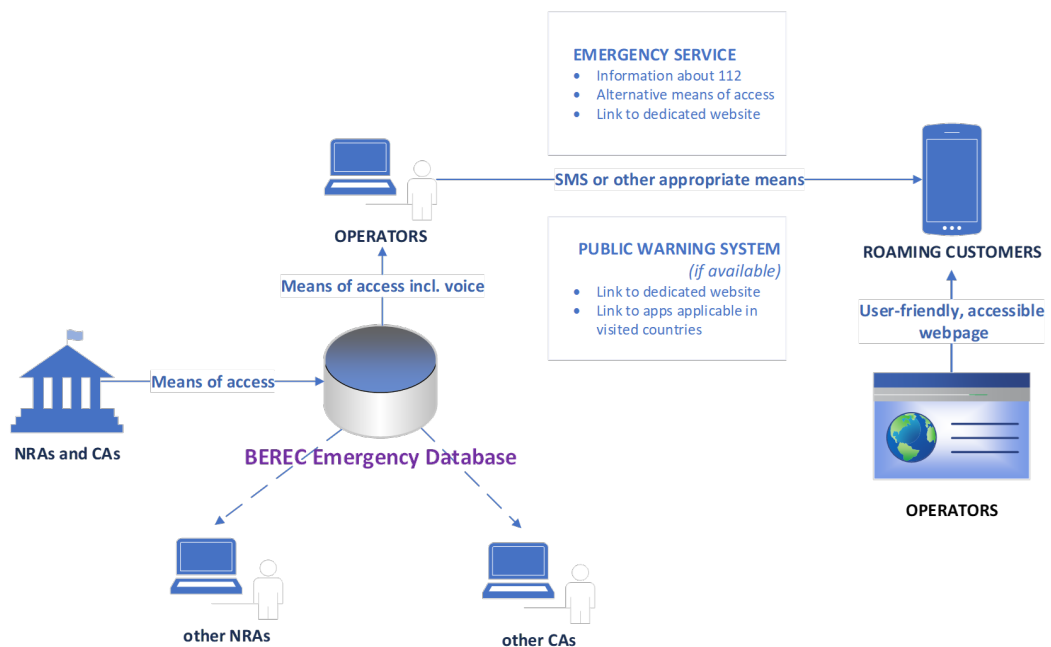 EMERGENCY SERVICE
• Information about 112
• Alternative means of access
• Link to dedicated website
SMS or other appropriate means
OPERATORS
ROAMING CUSTOMERS
PUBLIC WARNING SYSTEM
(if available)
• Link to dedicated website
• Link to apps applicable in
visited countries
Means of access incl. voice
User-friendly, accessible
webpage
Means of access
NRAs and CAs
BEREC Emergency Database
OPERATORS
other NRAs
other CAs